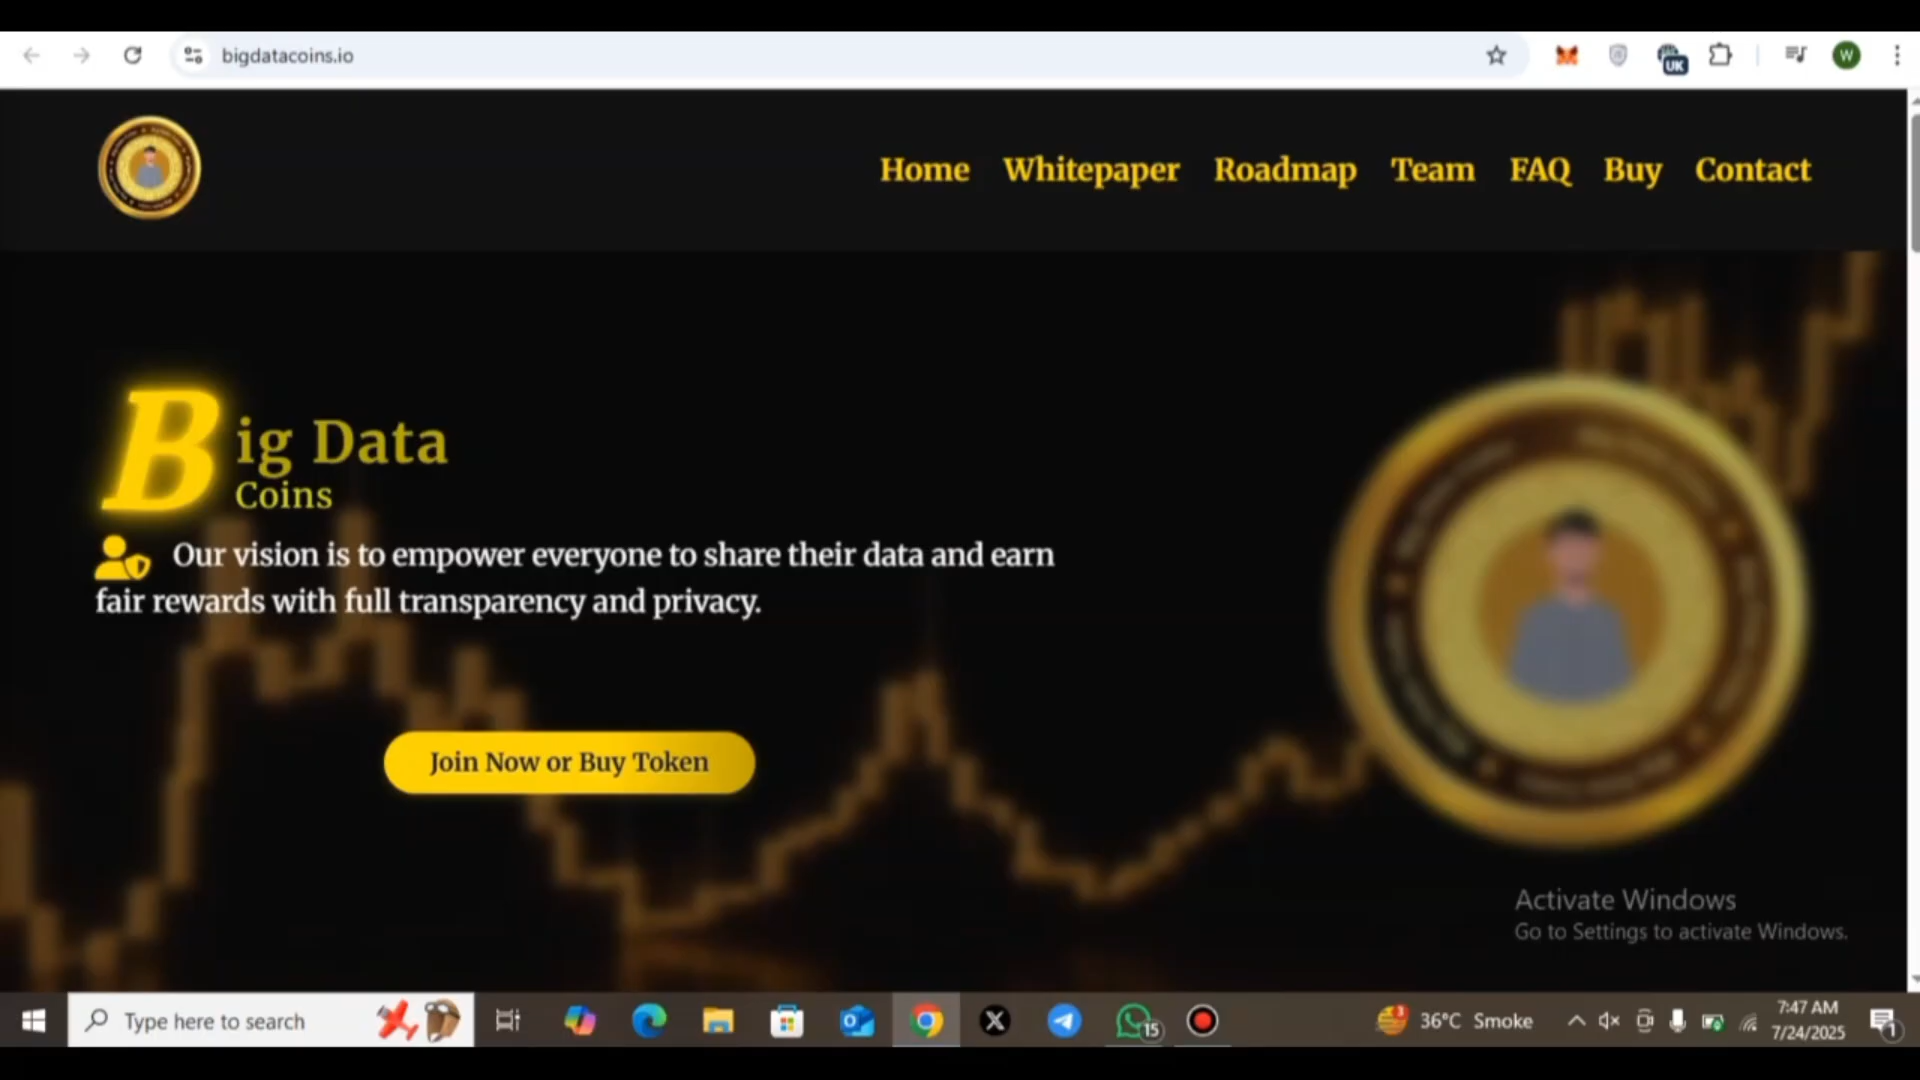 bigdatacoins.io
UK
W
Home Whitepaper Roadmap Team FAQ Buy Contact
Big Data
Coins
Our vision is to empower everyone to share their data and earn
fair rewards with full transparency and privacy.
Join Now or Buy Token
Activate Windows
Go to Settings to activate Windows.
Type here to search
15
3
36°C Smoke
7:47 AM
7/24/2025
1